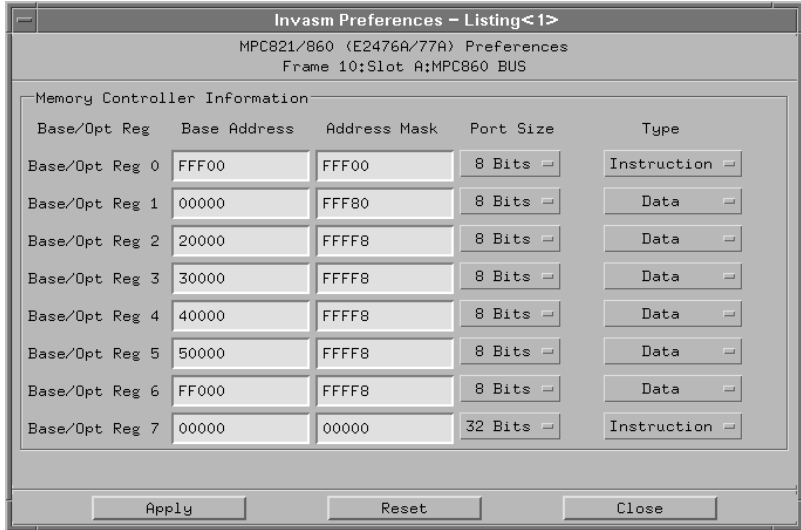 Invasm Preferences – Listing<1>
MPC821/860 (E2476A/77A) Preferences
Frame 10:Slot A:MPC860 BUS
Memory Controller Information
Base/Opt Reg Base Address Address Mask Port Size Type
Base/Opt Reg 0 FFF00 FFF00 8 Bits Instruction
Base/Opt Reg 1 00000 FFF80 8 Bits Data
Base/Opt Reg 2 20000 FFFF8 8 Bits Data
Base/Opt Reg 3 30000 FFFF8 8 Bits Data
Base/Opt Reg 4 40000 FFFF8 8 Bits Data
Base/Opt Reg 5 50000 FFFF8 8 Bits Data
Base/Opt Reg 6 FF000 FFFF8 8 Bits Data
Base/Opt Reg 7 00000 00000 32 Bits Instruction
Apply Reset Close